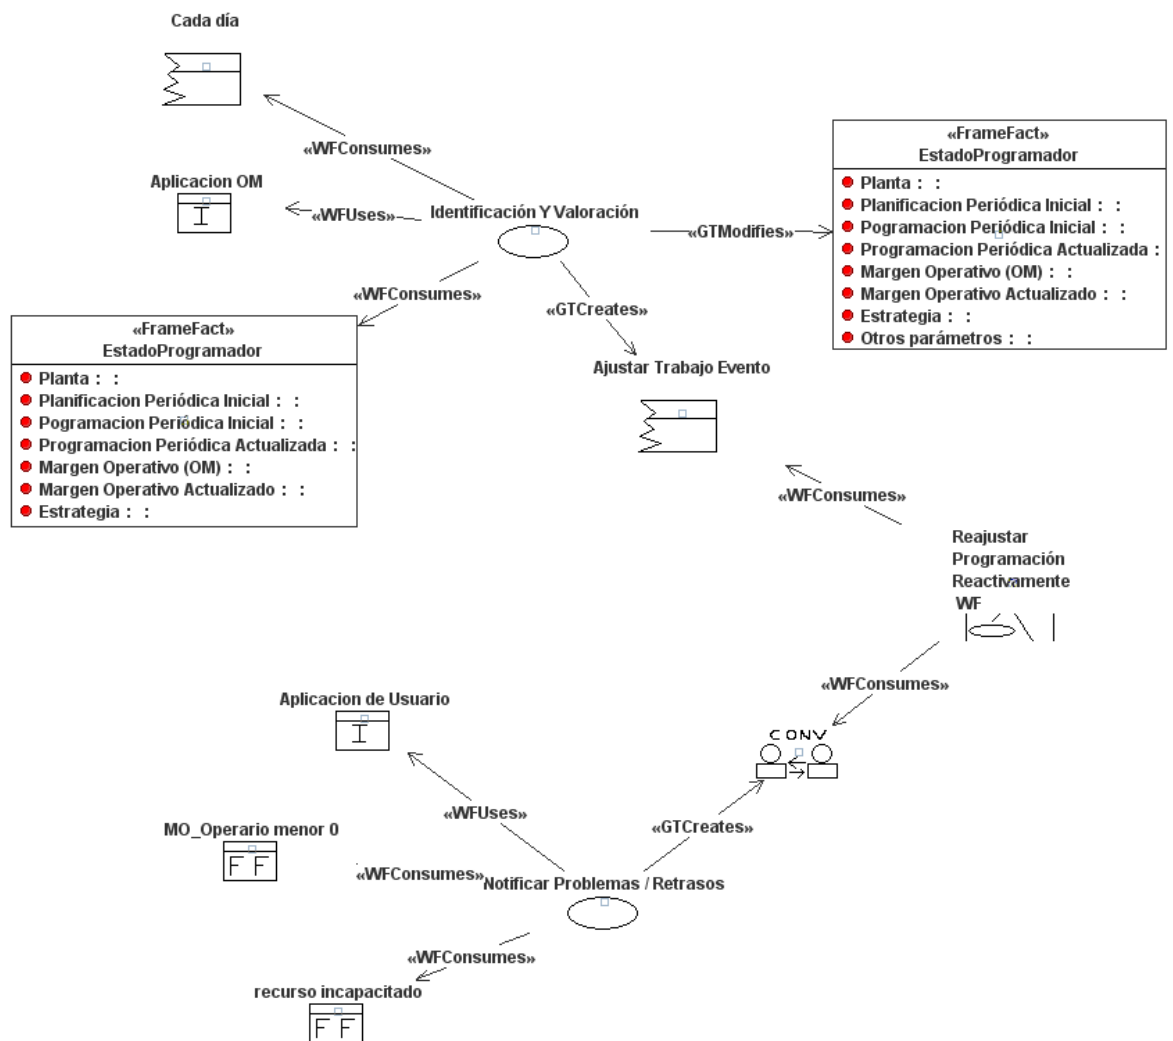 Cada día
«WFConsumes»
Aplicacion OM
I
«WFUses»
Identificación Y Valoración
«GTModifies»
«FrameFact»
EstadoProgramador
Planta : :
Planificacion Periódica Inicial : :
Pogramacion Periódica Inicial : :
Programacion Periódica Actualizada :
Margen Operativo (OM) : :
Margen Operativo Actualizado : :
Estrategia : :
Otros parámetros : :
«WFConsumes»
«GTCreates»
«FrameFact»
EstadoProgramador
Planta : :
Planificacion Periódica Inicial : :
Pogramacion Periódica Inicial : :
Programacion Periódica Actualizada : :
Margen Operativo (OM) : :
Margen Operativo Actualizado : :
Estrategia : :
Ajustar Trabajo Evento
«WFConsumes»
Reajustar
Programación
Reactivamente
WF
«WFConsumes»
CONV
Aplicacion de Usuario
I
«WFUses»
«GTCreates»
MO_Operario menor 0
F F
«WFConsumes»
Notificar Problemas / Retrasos
«WFConsumes»
recurso incapacitado
F F